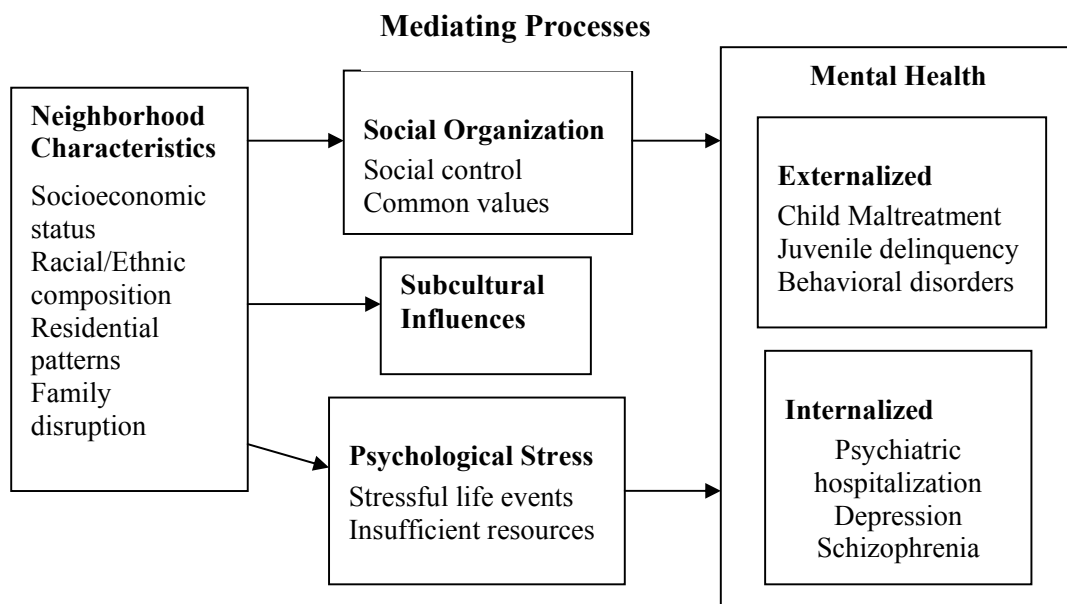 Mediating Processes
Neighborhood
Characteristics
Socioeconomic
status
Racial/Ethnic
composition
Residential
patterns
Family
disruption
Social Organization
Social control
Common values
Subcultural
Influences
Psychological Stress
Stressful life events
Insufficient resources
Mental Health
Externalized
Child Maltreatment
Juvenile delinquency
Behavioral disorders
Internalized
Psychiatric
hospitalization
Depression
Schizophrenia